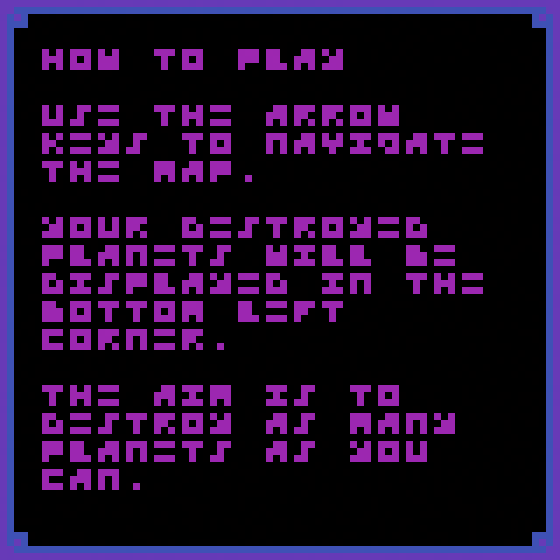 HOW TO PLAY
USE THE ARROW
KEYS TO NAVIGATE
THE MAP.
YOUR DESTROYED
PLANETS WILL BE
DISPLAYED IN THE
BOTTOM LEFT
CORNER.
THE AIM IS TO
DESTROY AS MANY
PLANETS AS YOU
CAN.